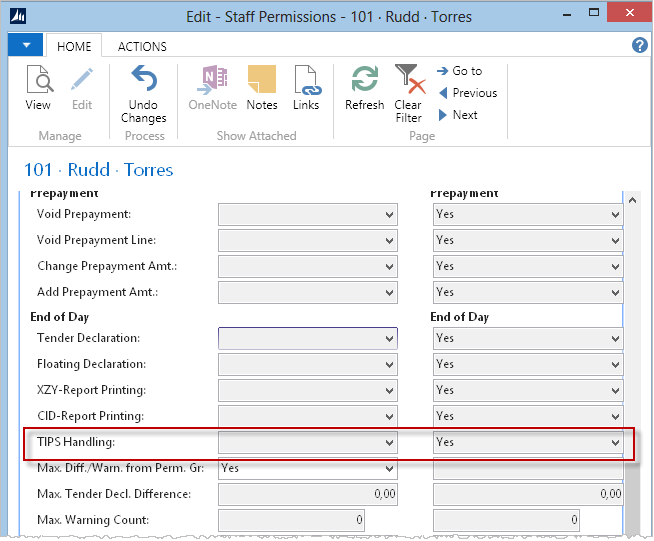 Edit - Staff Permissions - 101 · Rudd · Torres
HOME ACTIONS
View Edit Undo Changes OneNote Notes Links Refresh Clear Filter Go to Previous Next
Manage Process Show Attached Page
101 · Rudd · Torres
Prepayment Prepayment
Void Prepayment: Yes
Void Prepayment Line: Yes
Change Prepayment Amt.: Yes
Add Prepayment Amt.: Yes
End of Day End of Day
Tender Declaration: Yes
Floating Declaration: Yes
XZY-Report Printing: Yes
CID-Report Printing: Yes
TIPS Handling: Yes
Max. Diff./Warn. from Perm. Gr: Yes
Max. Tender Decl. Difference: 0,00 0,00
Max. Warning Count: 0 0